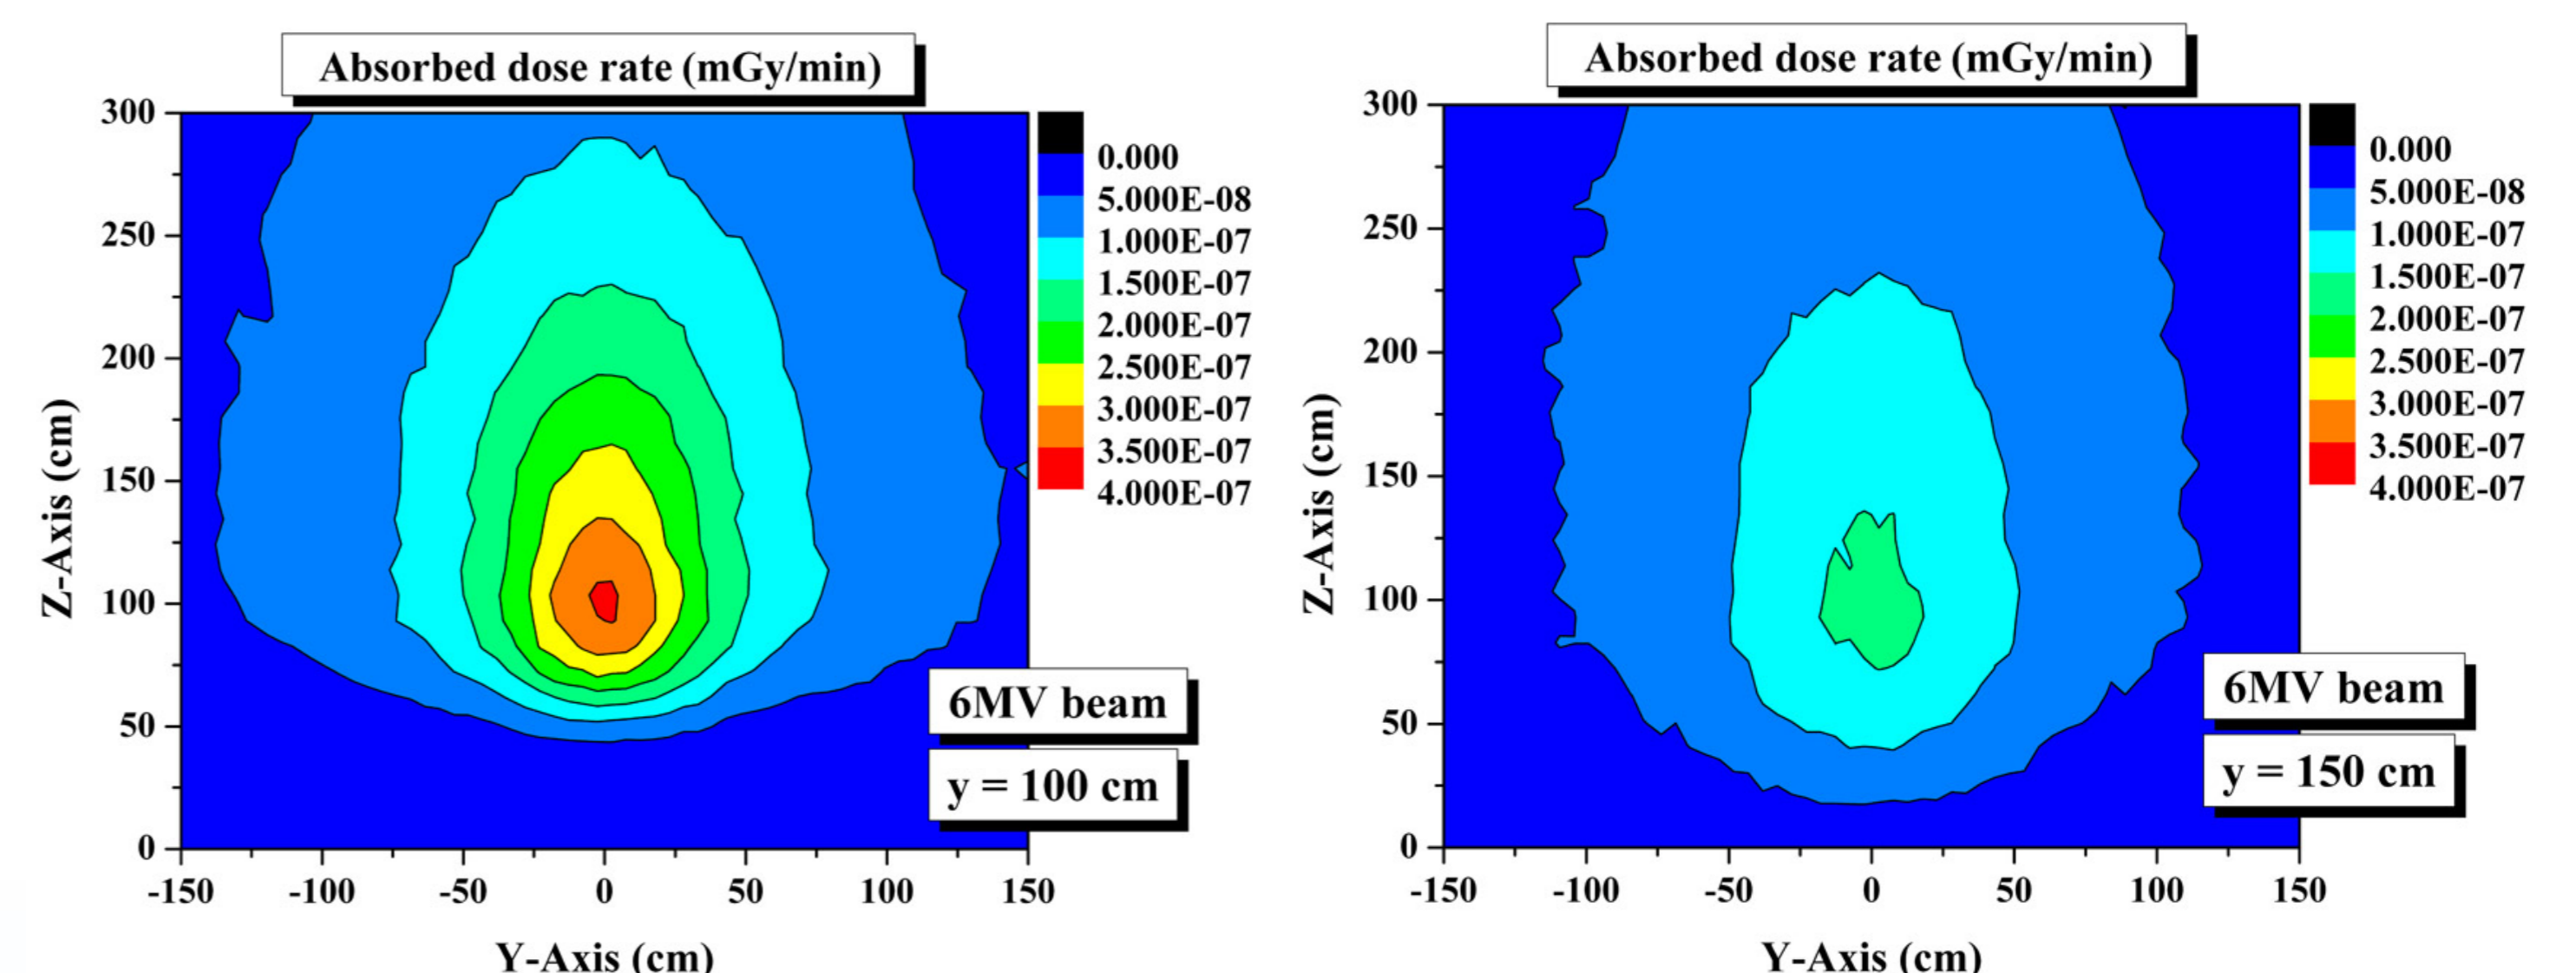 Absorbed dose rate (mGy/min)
300
250
200
150
100
50
0
Z-Axis (cm)
-150 -100 -50 0 50 100 150
Y-Axis (cm)
0.000
5.000E-08
1.000E-07
1.500E-07
2.000E-07
2.500E-07
3.000E-07
3.500E-07
4.000E-07
6MV beam
y = 100 cm
Absorbed dose rate (mGy/min)
300
250
200
150
100
50
0
Z-Axis (cm)
-150 -100 -50 0 50 100 150
Y-Axis (cm)
0.000
5.000E-08
1.000E-07
1.500E-07
2.000E-07
2.500E-07
3.000E-07
3.500E-07
4.000E-07
6MV beam
y = 150 cm